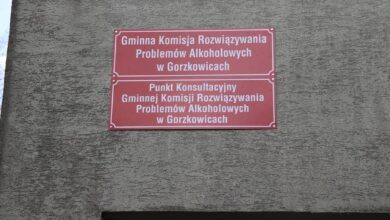 Gminna Komisja Rozwiązywania
Problemów Alkoholowych
w Gorzkowicach
Punkt Konsultacyjny
Gminnej Komisji Rozwiązywania
Problemów Alkoholowych
w Gorzkowicach